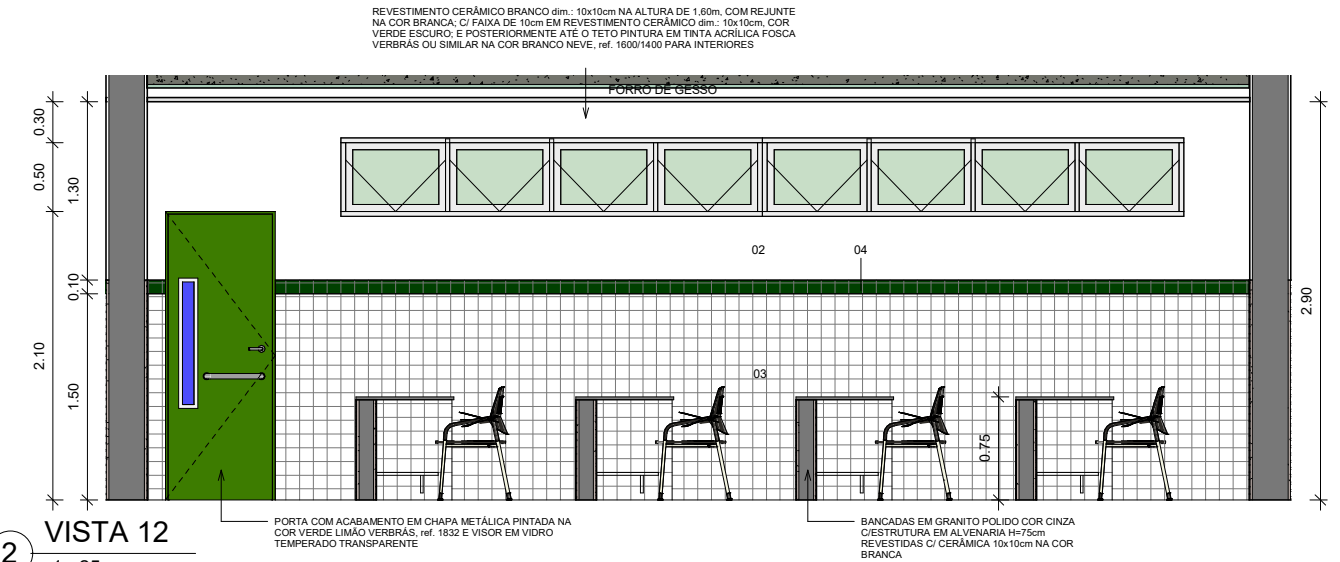 REVESTIMENTO CERÂMICO BRANCO dim.: 10x10cm NA ALTURA DE 1,60m, COM REJUNTE
NA COR BRANCA; C/ FAIXA DE 10cm EM REVESTIMENTO CERÂMICO dim.: 10x10cm, COR
VERDE ESCURO; E POSTERIORMENTE ATÉ O TETO PINTURA EM TINTA ACRÍLICA FOSCA
VERBRÁS OU SIMILAR NA COR BRANCO NEVE, ref. 1600/1400 PARA INTERIORES
FORRO DE GESSO
0.30
0.50
2.10
1.30
0.10
1.50
02
04
03
0.75
2.90
PORTA COM ACABAMENTO EM CHAPA METÁLICA PINTADA NA
COR VERDE LIMÃO VERBRÁS, ref. 1832 E VISOR EM VIDRO
TEMPERADO TRANSPARENTE
BANCADAS EM GRANITO POLIDO COR CINZA
C/ESTRUTURA EM ALVENARIA H=75cm
REVESTIDAS C/ CERÂMICA 10x10cm NA COR
BRANCA
VISTA 12